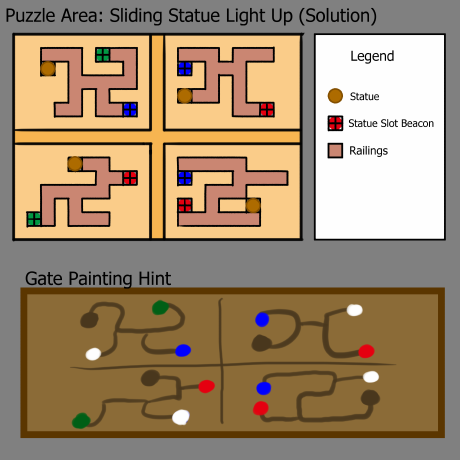 Puzzle Area: Sliding Statue Light Up (Solution)
Legend
Statue
Statue Slot Beacon
Railings
Gate Painting Hint